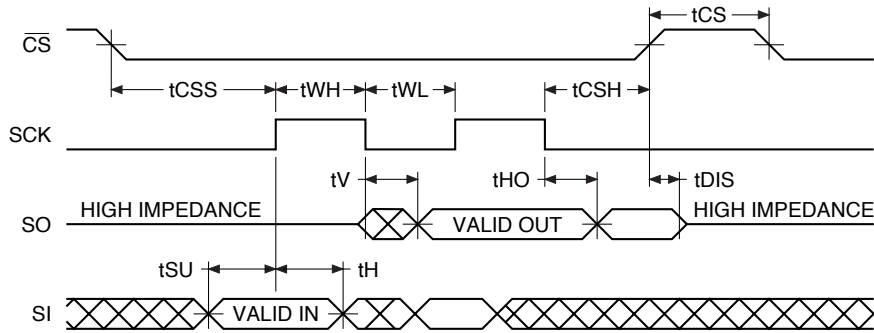 tCS
CS
tCSS tWH tWL tCSH
SCK
tV tHO tDIS
HIGH IMPEDANCE HIGH IMPEDANCE
SO VALID OUT
tSU tH
SI VALID IN